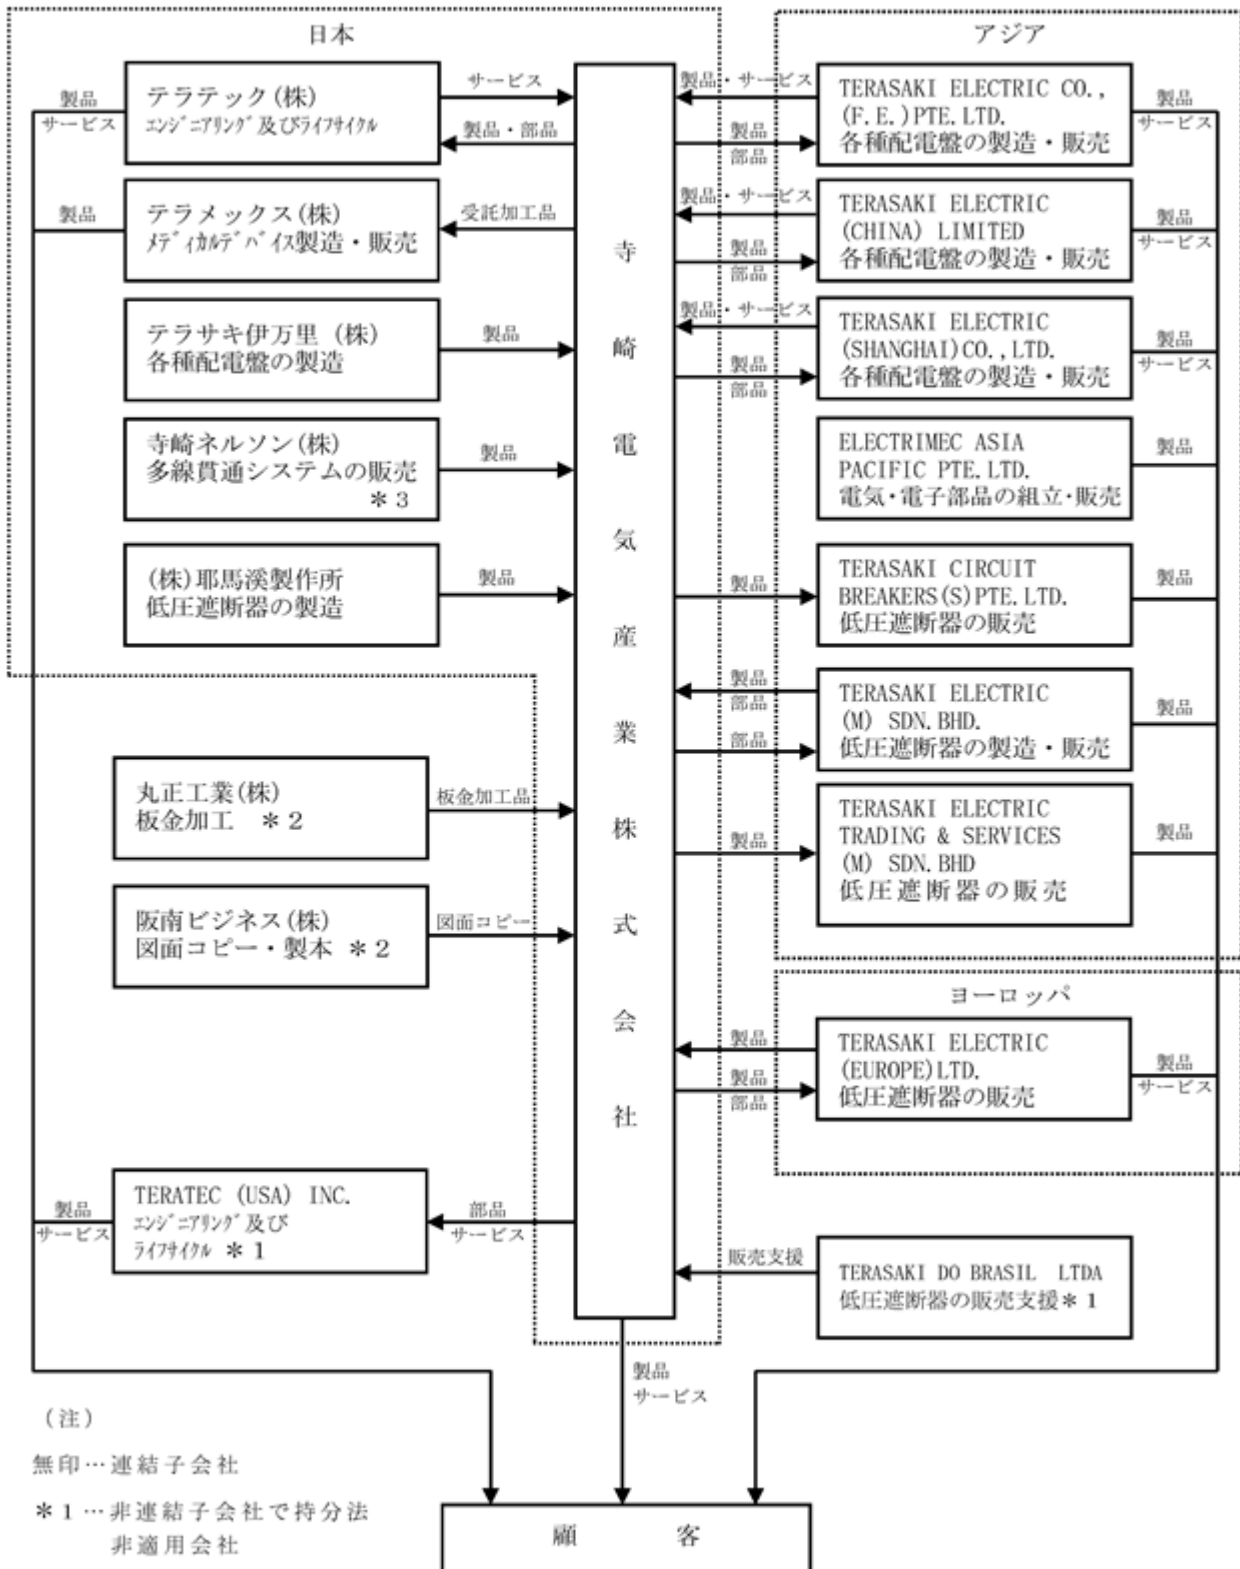 日本
製品
サービス
テラテック(株)
エンジニアリング及びライフサイクル
サービス
製品・部品
製品
テラメックス(株)
メディカルデバイス製造・販売
受託加工品
テラサキ伊万里 (株)
各種配電盤の製造
製品
寺崎ネルソン(株)
多線貫通システムの販売
＊3
製品
(株)耶馬溪製作所
低圧遮断器の製造
製品
丸正工業(株)
板金加工 ＊2
板金加工品
阪南ビジネス(株)
図面コピー・製本 ＊2
図面コピー
製品
サービス
TERATEC (USA) INC.
エンジニアリング及び
ライフサイクル ＊1
部品
サービス
寺崎電気産業株式会社
アジア
製品・サービス
製品
部品
TERASAKI ELECTRIC CO.,
(F.E.)PTE.LTD.
各種配電盤の製造・販売
製品
サービス
製品・サービス
製品
部品
TERASAKI ELECTRIC
(CHINA) LIMITED
各種配電盤の製造・販売
製品
サービス
製品・サービス
製品
部品
TERASAKI ELECTRIC
(SHANGHAI)CO.,LTD.
各種配電盤の製造・販売
製品
サービス
ELECTRIMEC ASIA
PACIFIC PTE.LTD.
電気・電子部品の組立・販売
製品
製品
TERASAKI CIRCUIT
BREAKERS(S)PTE.LTD.
低圧遮断器の販売
製品
製品
部品
部品
TERASAKI ELECTRIC
(M) SDN.BHD.
低圧遮断器の製造・販売
製品
製品
TERASAKI ELECTRIC
TRADING & SERVICES
(M) SDN.BHD
低圧遮断器の販売
製品
ヨーロッパ
製品
製品
部品
TERASAKI ELECTRIC
(EUROPE)LTD.
低圧遮断器の販売
製品
サービス
販売支援
TERASAKI DO BRASIL LTDA
低圧遮断器の販売支援＊1
製品
サービス
(注)
無印…連結子会社
＊1…非連結子会社で持分法
非適用会社
顧 客